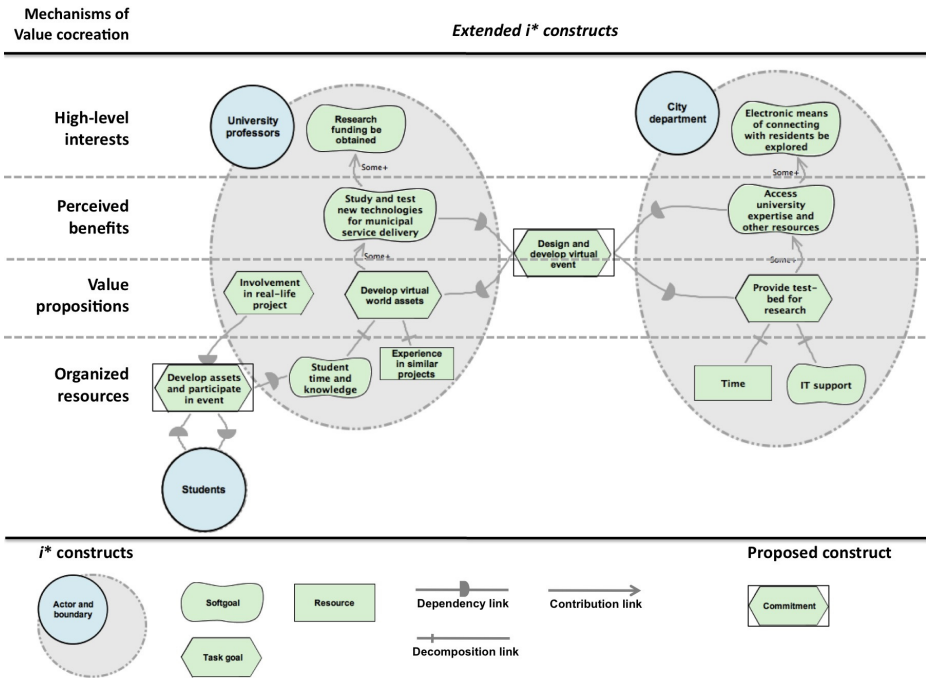 Mechanisms of
Value cocreation
Extended i* constructs
High-level
interests
University
professors
Research
funding be
obtained
City
department
Electronic means
of connecting
with residents be
explored
Some+
Some+
Perceived
benefits
Study and test
new technologies
for municipal
service delivery
Access
university
expertise and
other resources
Design and
develop virtual
event
Some+
Some+
Value
propositions
Involvement
in real-life
project
Develop virtual
world assets
Provide test-
bed for
research
Organized
resources
Develop assets
and participate
in event
Student
time and
knowledge
Experience
in similar
projects
Time
IT support
Students
i* constructs
Proposed construct
Actor and
boundary
Softgoal
Resource
Dependency link
Contribution link
Commitment
Task goal
Decomposition link